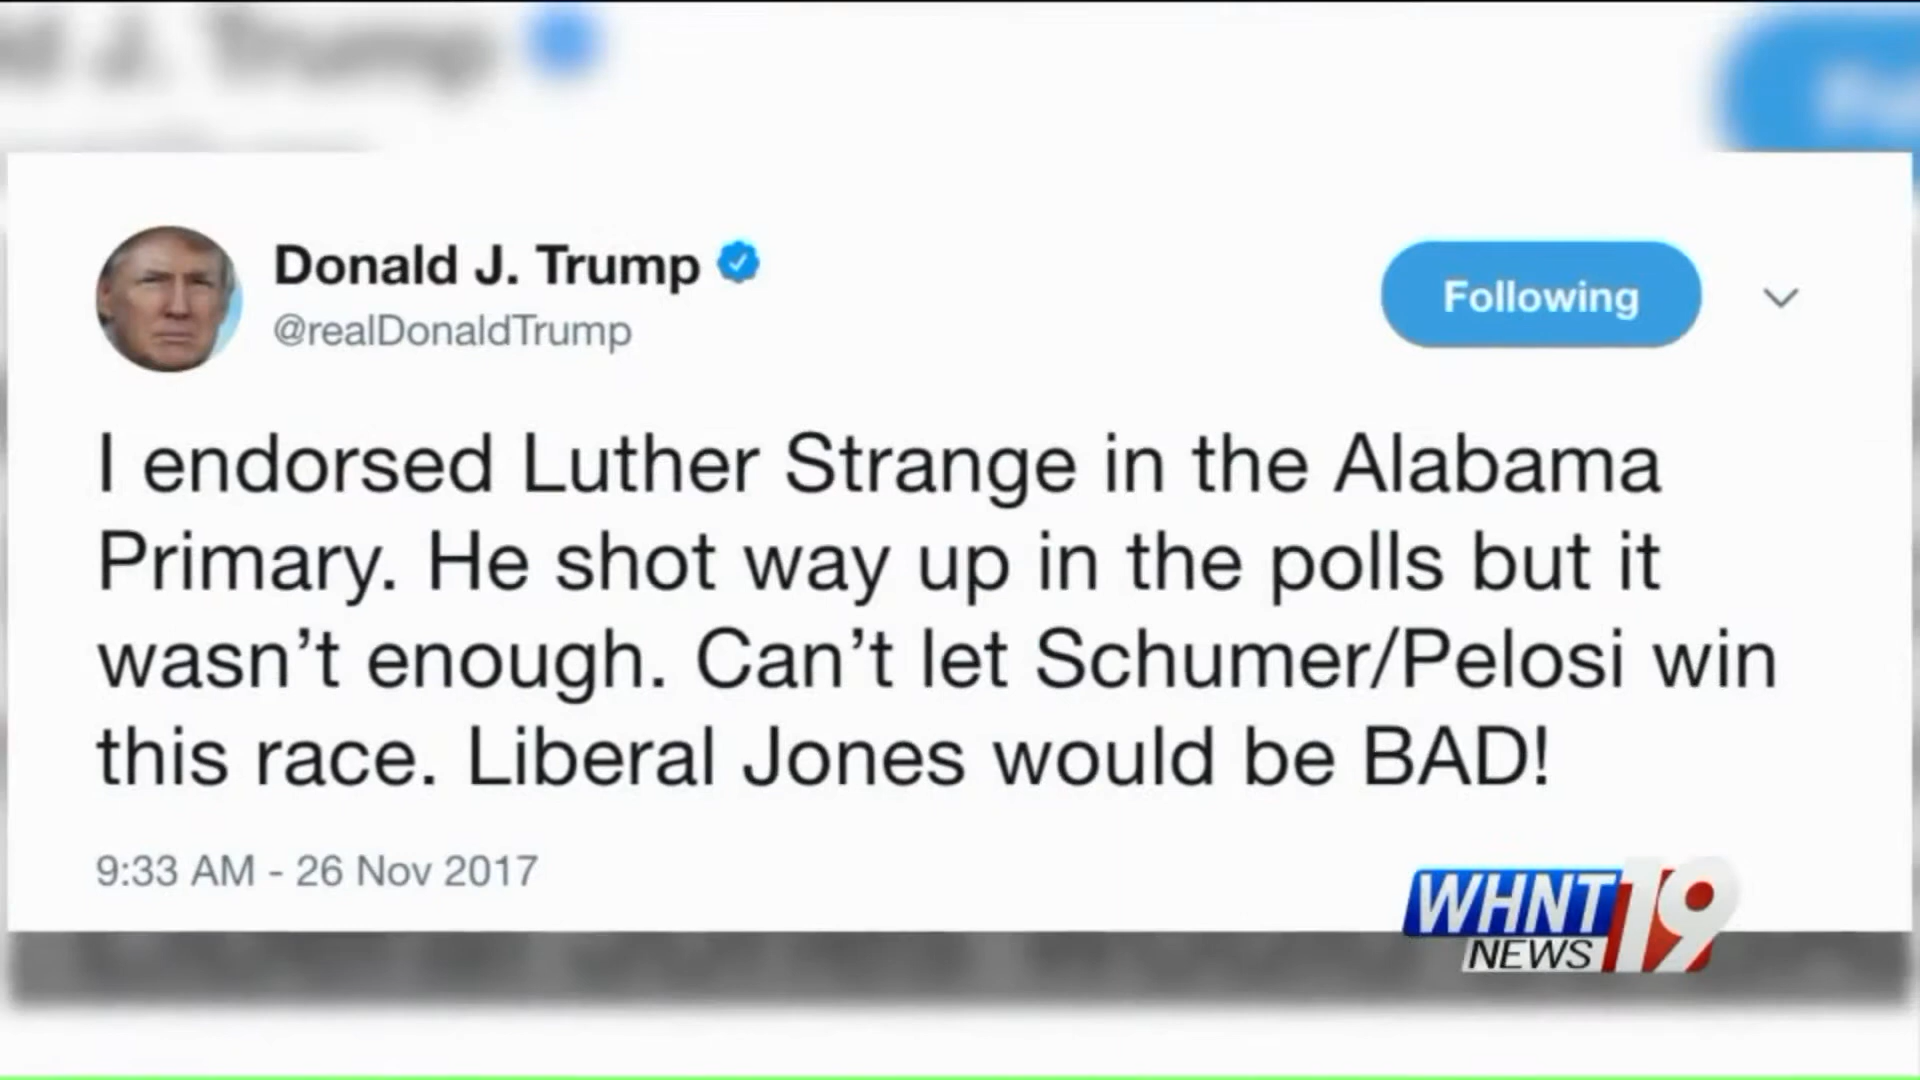 Donald J. Trump
@realDonaldTrump
Following
I endorsed Luther Strange in the Alabama
Primary. He shot way up in the polls but it
wasn’t enough. Can’t let Schumer/Pelosi win
this race. Liberal Jones would be BAD!
9:33 AM - 26 Nov 2017
WHNT 19
NEWS